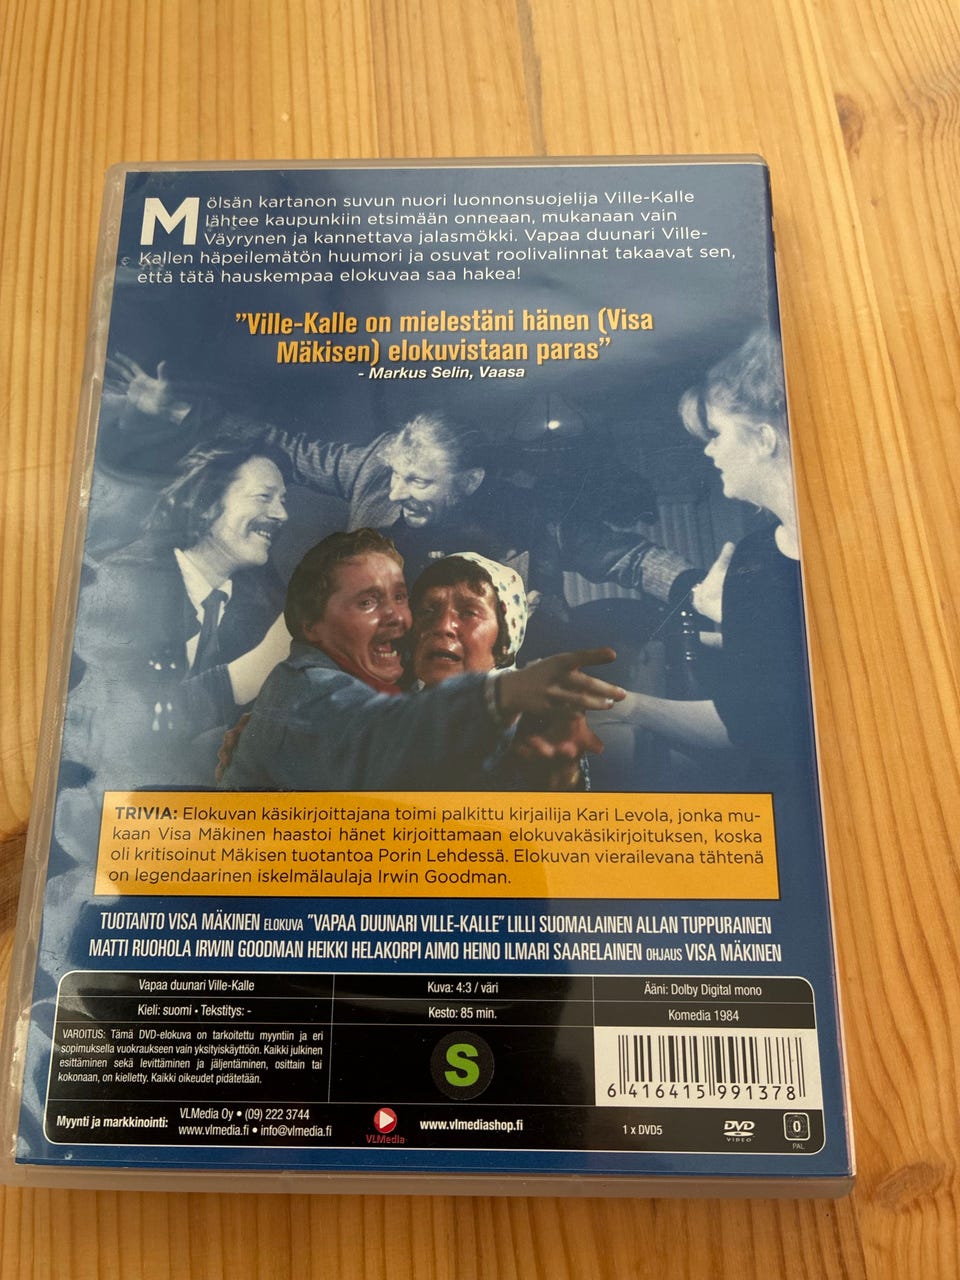 Mölsän kartanon suvun nuori luonnonsuojelija Ville-Kalle
lähtee kaupunkiin etsimään onneaan, mukanaan vain
Väyrynen ja kannettava jalasmökki. Vapaa duunari Ville-
Kallen häpeilemätön huumori ja osuvat roolivalinnat takaavat sen,
että tätä hauskempaa elokuvaa saa hakea!
"Ville-Kalle on mielestäni hänen (Visa
Mäkisen) elokuvistaan paras"
- Markus Selin, Vaasa
TRIVIA: Elokuvan käsikirjoittajana toimi palkittu kirjailija Kari Levola, jonka mu-
kaan Visa Mäkinen haastoi hänet kirjoittamaan elokuvakäsikirjoituksen, koska
oli kritisoinut Mäkisen tuotantoa Porin Lehdessä. Elokuvan vierailevana tähtenä
on legendaarinen iskelmälaulaja Irwin Goodman.
TUOTANTO VISA MÄKINEN ELOKUVA "VAPAA DUUNARI VILLE-KALLE" LILLI SUOMALAINEN ALLAN TUPPURAINEN
MATTI RUOHOLA IRWIN GOODMAN HEIKKI HELAKORPI AIMO HEINO ILMARI SAARELAINEN OHJAUS VISA MÄKINEN
Vapaa duunari Ville-Kalle
Kuva: 4:3 / väri
Ääni: Dolby Digital mono
Kieli: suomi • Tekstitys: -
Kesto: 85 min.
Komedia 1984
VAROITUS: Tämä DVD-elokuva on tarkoitettu myyntiin ja eri
sopimuksella vuokraukseen vain yksityiskäyttöön. Kaikki julkinen
esittäminen sekä levittäminen ja jäljentäminen, osittain tai
kokonaan, on kielletty. Kaikki oikeudet pidätetään.
S
6 416415 991378
Myynti ja markkinointi:
VLMedia Oy • (09) 222 3744
www.vlmedia.fi • info@vlmedia.fi
VLMedia
www.vlmediashop.fi
1 x DVD5
DVD
VIDEO
0
PAL